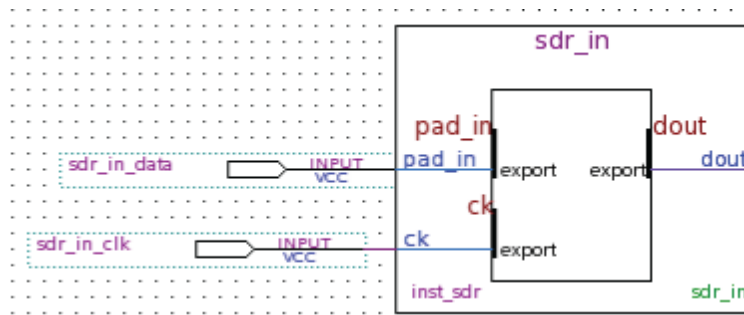 sdr_in
pad_in dout
sdr_in_data INPUT VCC pad_in export export dout
ck
sdr_in_clk INPUT VCC ck export
inst_sdr sdr_in